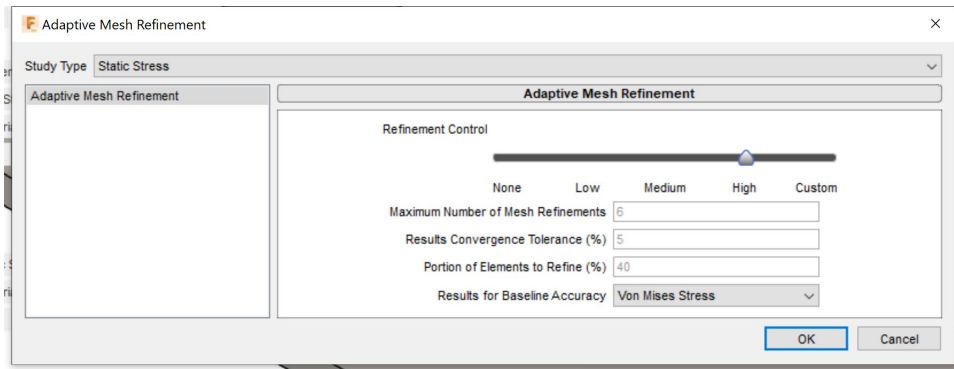 Adaptive Mesh Refinement
Study Type Static Stress
Adaptive Mesh Refinement
Adaptive Mesh Refinement
Refinement Control
None Low Medium High Custom
Maximum Number of Mesh Refinements 6
Results Convergence Tolerance (%) 5
Portion of Elements to Refine (%) 40
Results for Baseline Accuracy Von Mises Stress
OK Cancel